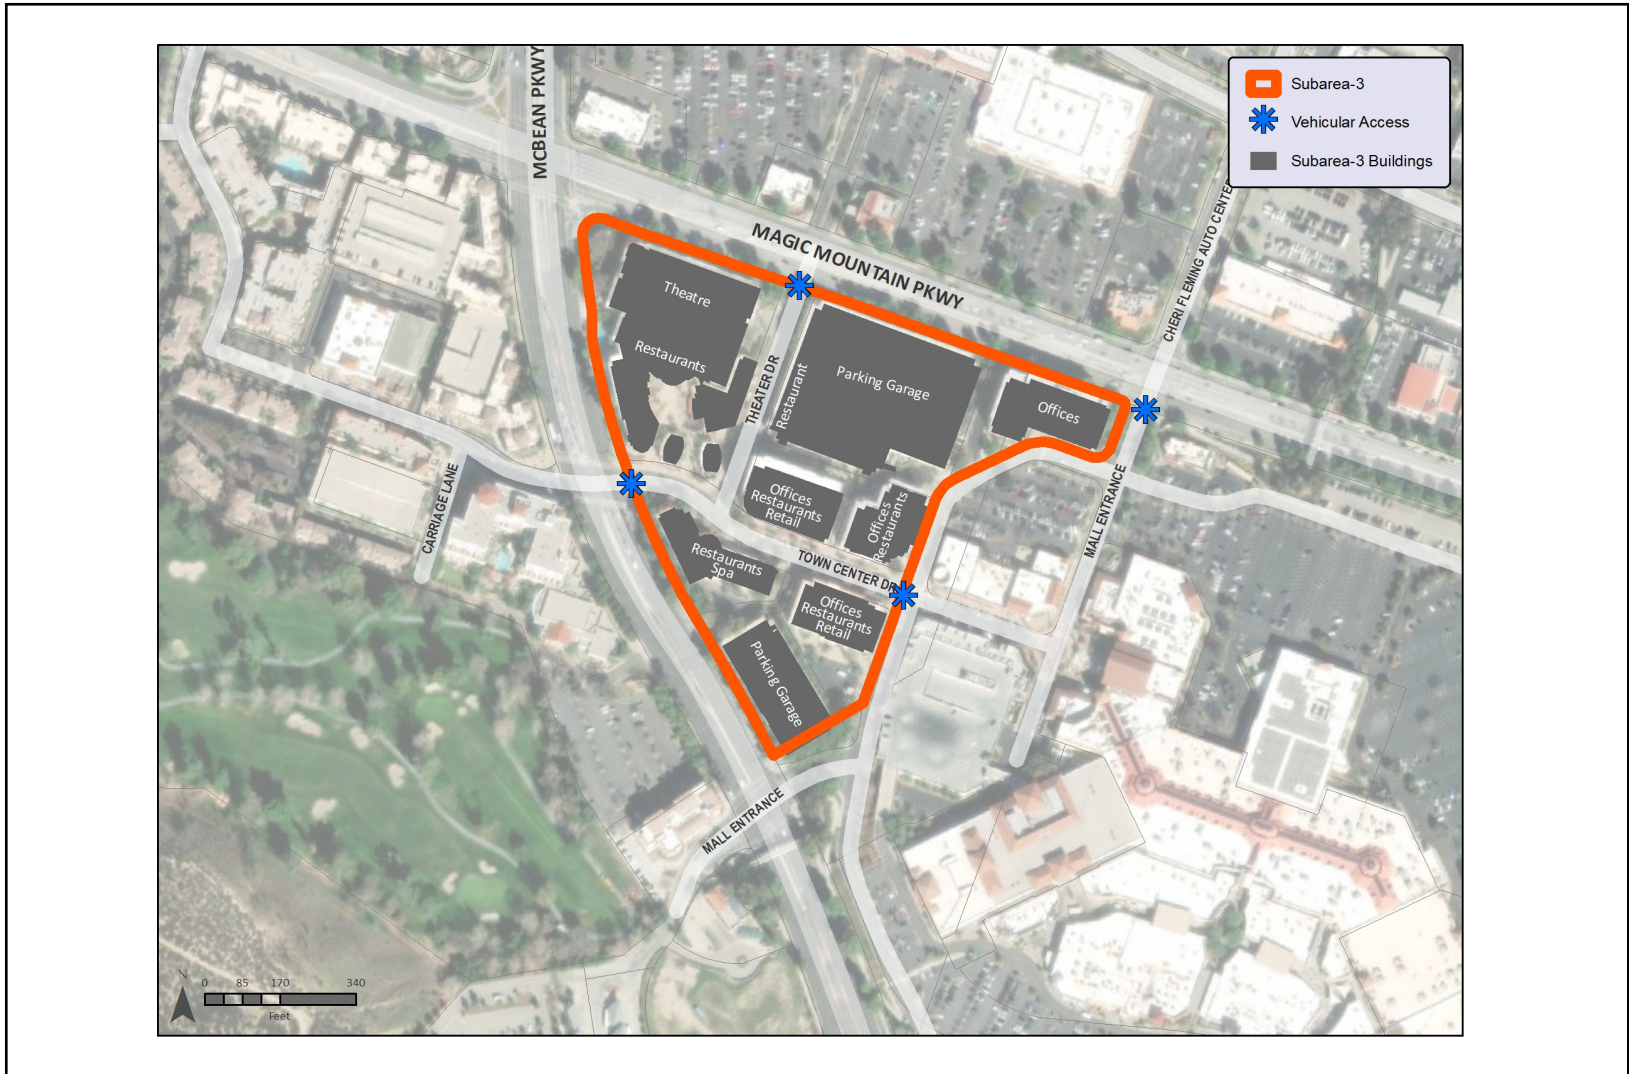 MCBEAN PKWY
Subarea-3
Vehicular Access
Subarea-3 Buildings
MAGIC MOUNTAIN PKWY
CHERI FLEMING AUTO CENTER
Theatre
Restaurants
THEATER DR
Restaurant
Parking Garage
Offices
CARRIAGE LANE
Offices
Restaurants
Retail
Offices
Restaurants
MALL ENTRANCE
Restaurants
Spa
TOWN CENTER DR
Offices
Restaurants
Retail
Parking Garage
MALL ENTRANCE
N
0 85 170 340
Feet